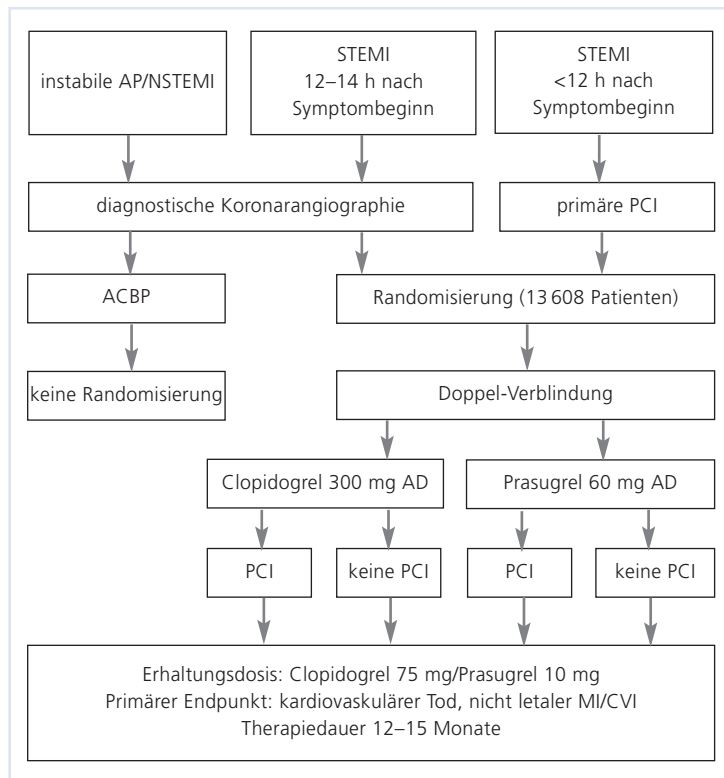 instabile AP/NSTEMI
STEMI
12–14 h nach
Symptombeginn
STEMI
<12 h nach
Symptombeginn
diagnostische Koronarangiographie
primäre PCI
ACBP
Randomisierung (13 608 Patienten)
keine Randomisierung
Doppel-Verblindung
Clopidogrel 300 mg AD
Prasugrel 60 mg AD
PCI
keine PCI
PCI
keine PCI
Erhaltungsdosis: Clopidogrel 75 mg/Prasugrel 10 mg
Primärer Endpunkt: kardiovaskulärer Tod, nicht letaler MI/CVI
Therapiedauer 12–15 Monate